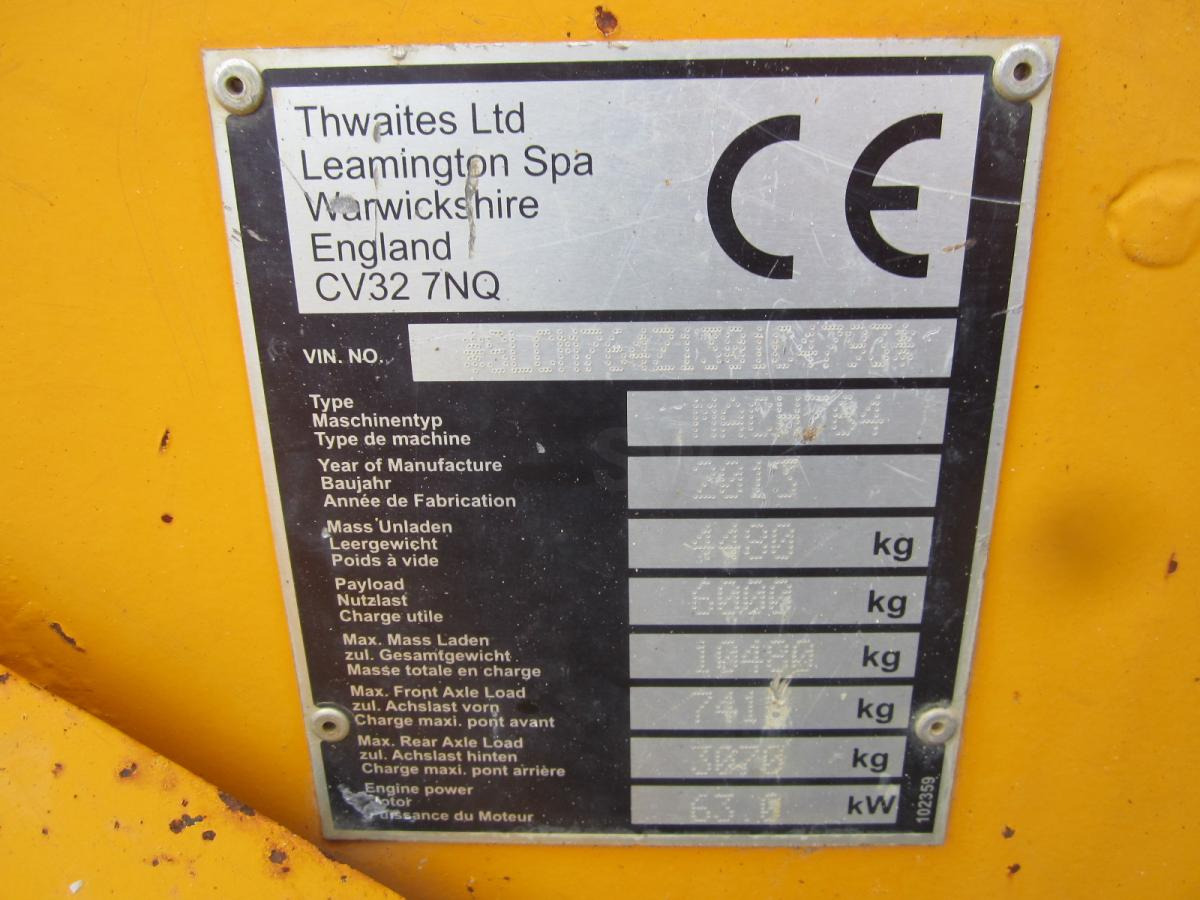 Thwaites Ltd
Leamington Spa
Warwickshire
England
CV32 7NQ
CE
VIN. NO.
Type
Maschinentyp
Type de machine
Year of Manufacture
Baujahr
Année de Fabrication
2013
Mass Unladen
Leergewicht
Poids à vide
4480 kg
Payload
Nutzlast
Charge utile
6000 kg
Max. Mass Laden
zul. Gesamtgewicht
Masse totale en charge
10480 kg
Max. Front Axle Load
zul. Achslast vorn
Charge maxi. pont avant
kg
Max. Rear Axle Load
zul. Achslast hinten
Charge maxi. pont arrière
3070 kg
Engine power
Motor
Puissance du Moteur
63.0 kW
102359